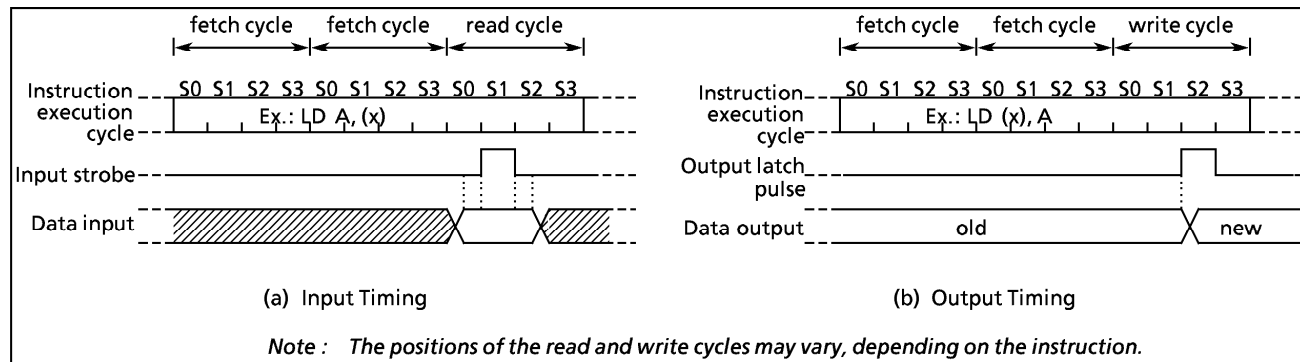 fetch cycle fetch cycle read cycle
S0 S1 S2 S3 S0 S1 S2 S3 S0 S1 S2 S3
Instruction
execution
cycle
Ex.: LD A, (x)
Input strobe
Data input
(a) Input Timing
fetch cycle fetch cycle write cycle
S0 S1 S2 S3 S0 S1 S2 S3 S0 S1 S2 S3
Instruction
execution
cycle
Ex.: LD (x), A
Output latch
pulse
Data output
old new
(b) Output Timing
Note : The positions of the read and write cycles may vary, depending on the instruction.